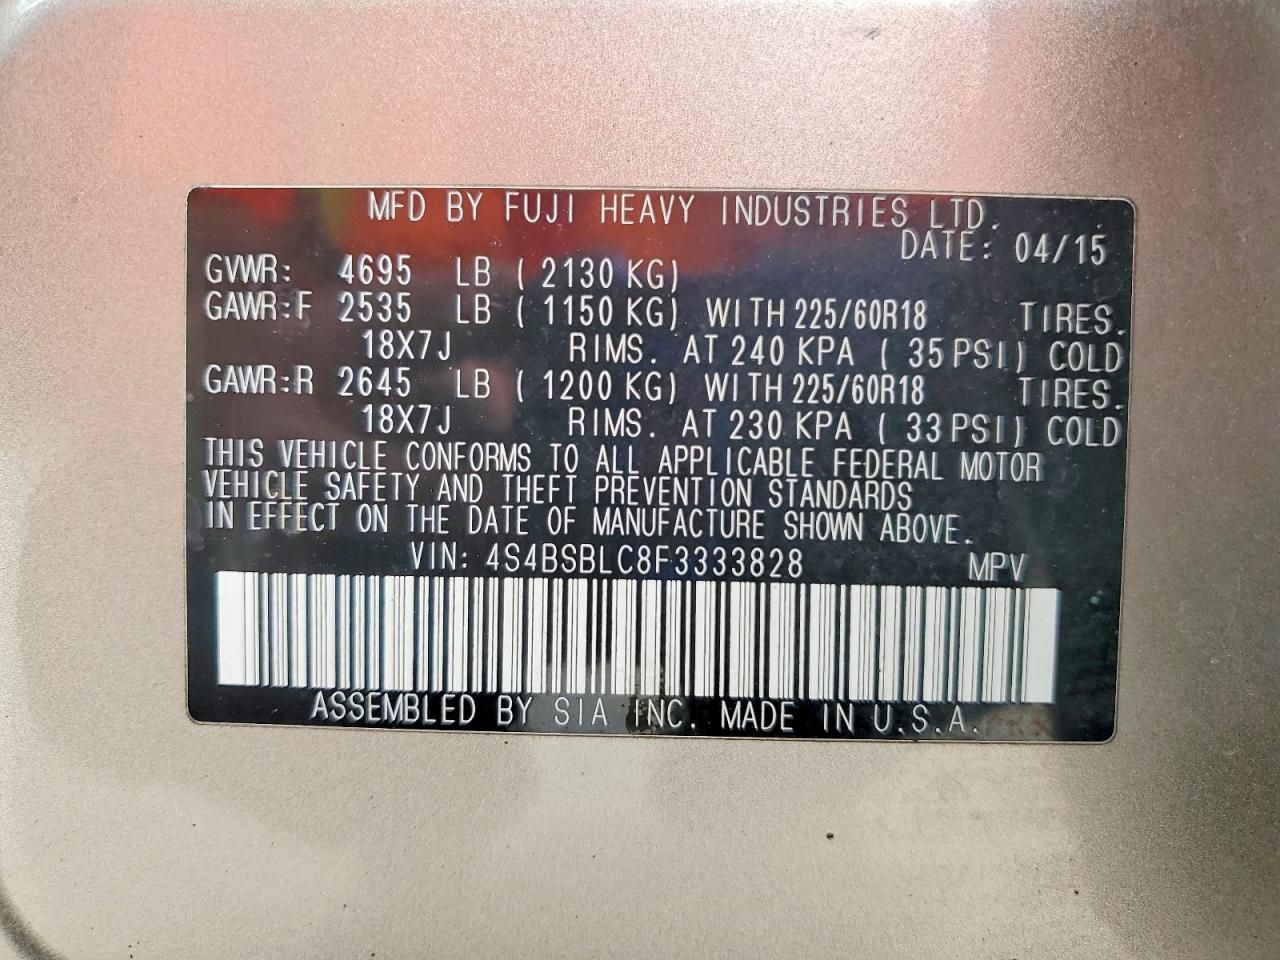 MFD BY FUJI HEAVY INDUSTRIES LTD.
DATE: 04/15
GVWR: 4695 LB ( 2130 KG)
GAWR:F 2535 LB ( 1150 KG) WITH 225/60R18 TIRES.
18X7J RIMS. AT 240 KPA ( 35 PSI) COLD
GAWR:R 2645 LB ( 1200 KG) WITH 225/60R18 TIRES.
18X7J RIMS. AT 230 KPA ( 33 PSI) COLD
THIS VEHICLE CONFORMS TO ALL APPLICABLE FEDERAL MOTOR
VEHICLE SAFETY AND THEFT PREVENTION STANDARDS
IN EFFECT ON THE DATE OF MANUFACTURE SHOWN ABOVE.
VIN: 4S4BSBLC8F3333828 MPV
ASSEMBLED BY SIA INC. MADE IN U.S.A.